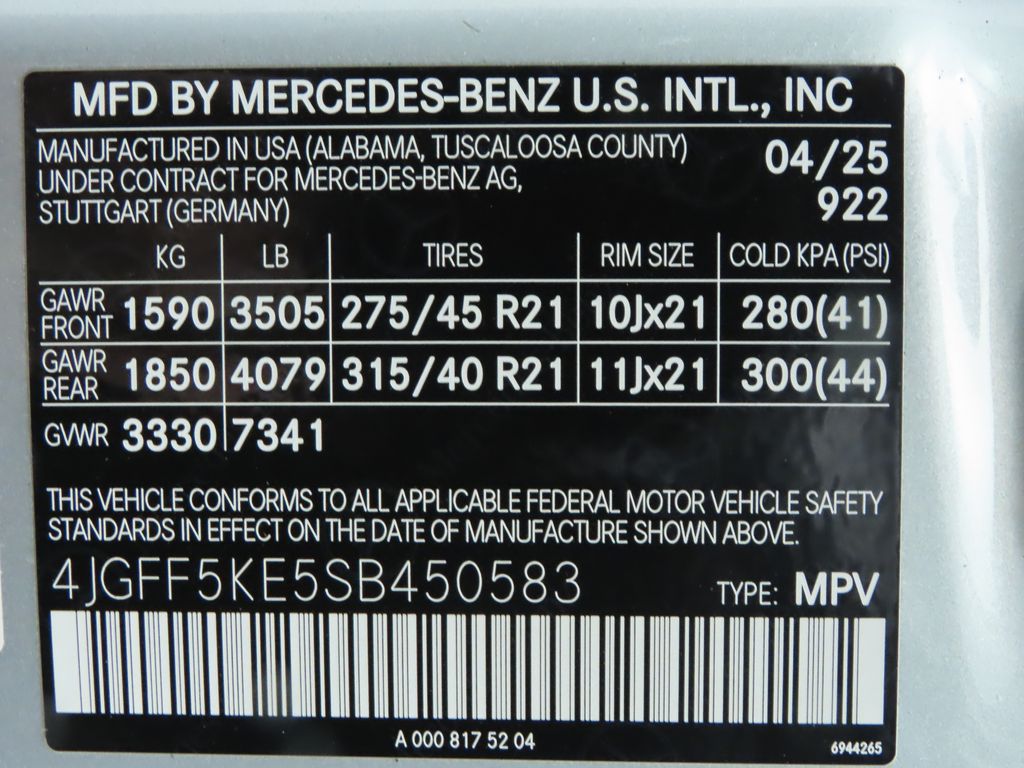 MFD BY MERCEDES-BENZ U.S. INTL., INC
MANUFACTURED IN USA (ALABAMA, TUSCALOOSA COUNTY) 04/25
UNDER CONTRACT FOR MERCEDES-BENZ AG, 922
STUTTGART (GERMANY)
KG LB TIRES RIM SIZE COLD KPA (PSI)
GAWR FRONT 1590 3505 275/45 R21 10Jx21 280(41)
GAWR REAR 1850 4079 315/40 R21 11Jx21 300(44)
GVWR 3330 7341
THIS VEHICLE CONFORMS TO ALL APPLICABLE FEDERAL MOTOR VEHICLE SAFETY
STANDARDS IN EFFECT ON THE DATE OF MANUFACTURE SHOWN ABOVE.
4JGFF5KE5SB450583 TYPE: MPV
A 000 817 52 04 6944265